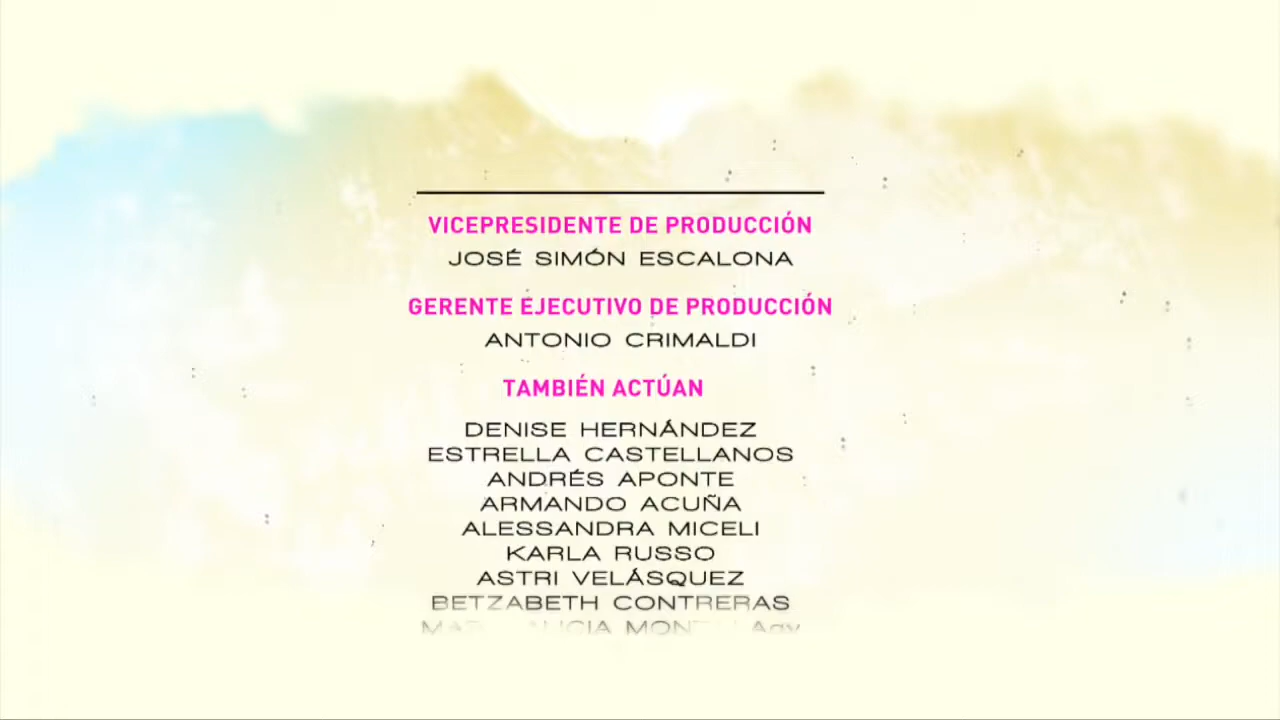 VICEPRESIDENTE DE PRODUCCIÓN
JOSÉ SIMÓN ESCALONA
GERENTE EJECUTIVO DE PRODUCCIÓN
ANTONIO CRIMALDI
TAMBIÉN ACTÚAN
DENISE HERNÁNDEZ
ESTRELLA CASTELLANOS
ANDRÉS APONTE
ARMANDO ACUÑA
ALESSANDRA MICELI
KARLA RUSSO
ASTRI VELÁSQUEZ
BETZABETH CONTRERAS